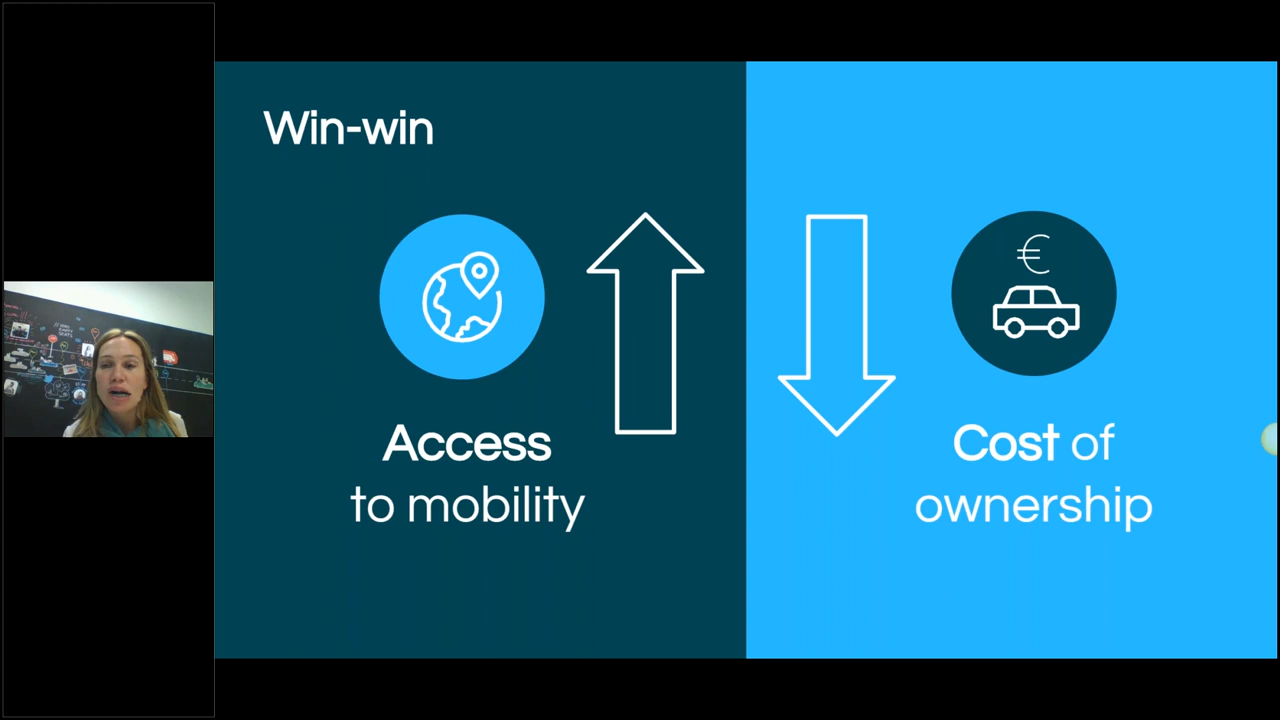 Win-win
€
Access
to mobility
Cost of
ownership